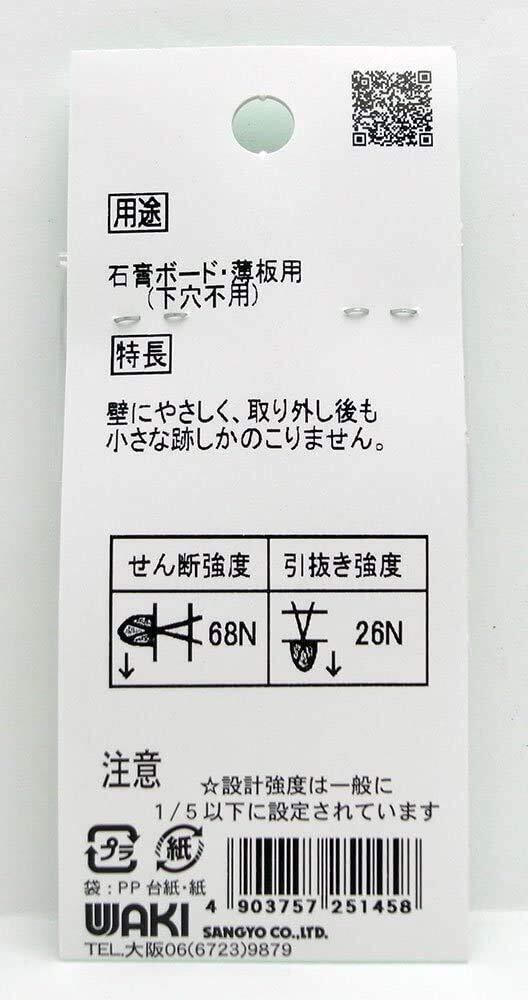 用途
石膏ボード・薄板用
(下穴不用)
特長
壁にやさしく、取り外し後も
小さな跡しかのこりません。
せん断強度 引抜き強度
68N 26N
注意
☆設計強度は一般に
1/5以下に設定されています
プラ 紙
袋:PP 台紙・紙
4 903757 251458
WAKI SANGYO CO.,LTD.
TEL.大阪06(6723)9879